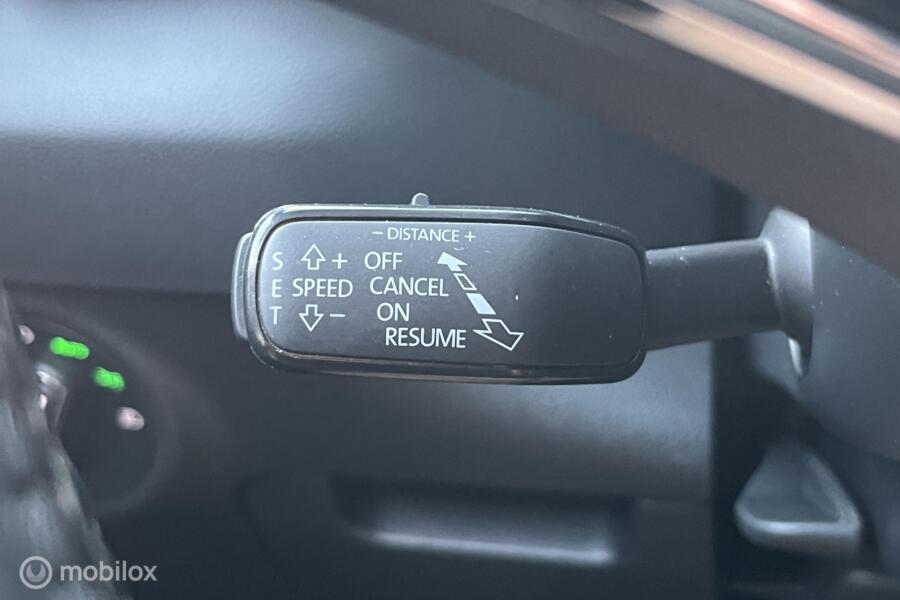 − DISTANCE +
S + OFF
E SPEED CANCEL
T − ON
RESUME
mobilox